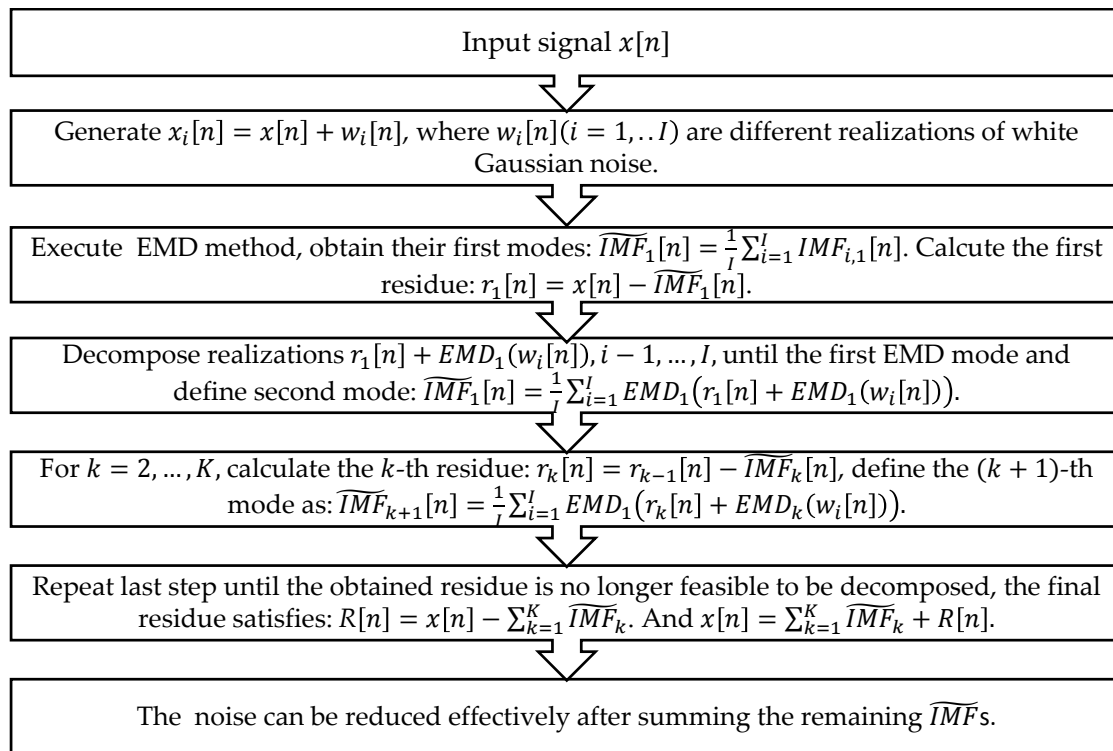 Input signal x[n]
Generate x_i[n] = x[n] + w_i[n], where w_i[n](i = 1,..I) are different realizations of white
Gaussian noise.
Execute EMD method, obtain their first modes: \widetilde{IMF}_1[n] = \frac{1}{I}\sum_{i=1}^{I} IMF_{i,1}[n]. Calcute the first
residue: r_1[n] = x[n] − \widetilde{IMF}_1[n].
Decompose realizations r_1[n] + EMD_1(w_i[n]), i − 1, …, I, until the first EMD mode and
define second mode: \widetilde{IMF}_1[n] = \frac{1}{I}\sum_{i=1}^{I} EMD_1(r_1[n] + EMD_1(w_i[n])).
For k = 2, …, K, calculate the k-th residue: r_k[n] = r_{k−1}[n] − \widetilde{IMF}_k[n], define the (k + 1)-th
mode as: \widetilde{IMF}_{k+1}[n] = \frac{1}{I}\sum_{i=1}^{I} EMD_1(r_k[n] + EMD_k(w_i[n])).
Repeat last step until the obtained residue is no longer feasible to be decomposed, the final
residue satisfies: R[n] = x[n] − \sum_{k=1}^{K} \widetilde{IMF}_k. And x[n] = \sum_{k=1}^{K} \widetilde{IMF}_k + R[n].
The noise can be reduced effectively after summing the remaining \widetilde{IMF}s.